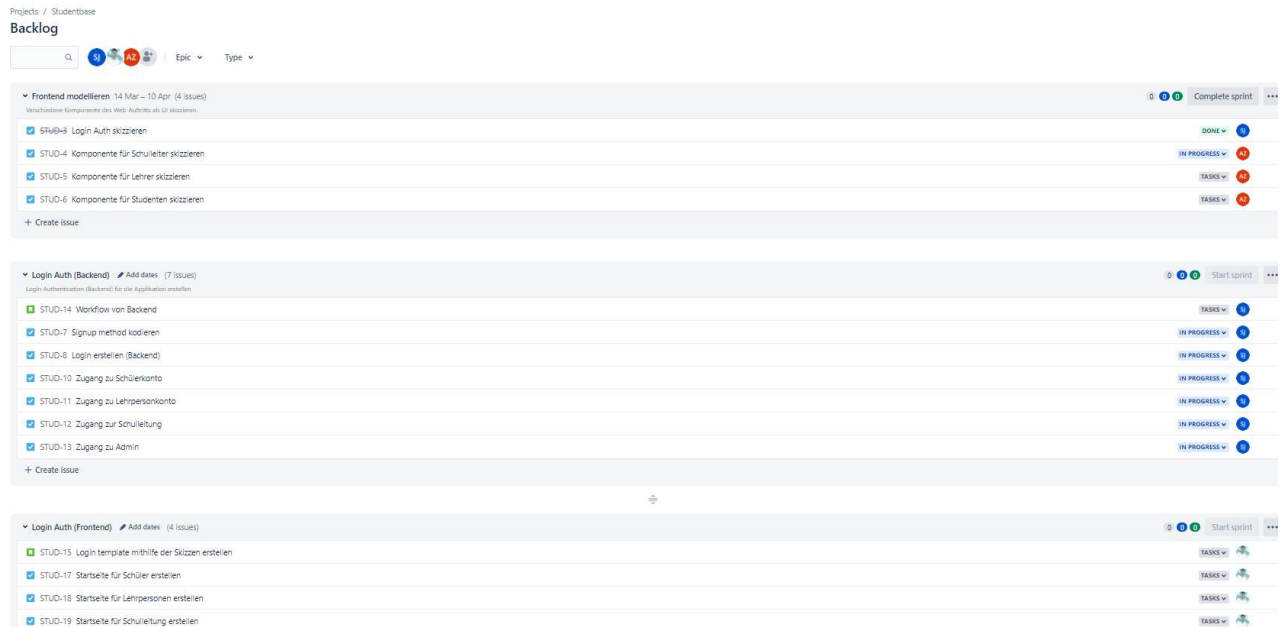 Projects / Studentbase
Backlog
SJ AZ Epic Type
Frontend modellieren 14 Mar – 10 Apr (4 issues) 0 0 0 Complete sprint
Verschiedene Komponente des Web-Auftritts als UI skizzieren.
STUD-3 Login Auth skizzieren DONE SJ
STUD-4 Komponente für Schulleiter skizzieren IN PROGRESS AZ
STUD-5 Komponente für Lehrer skizzieren TASKS AZ
STUD-6 Komponente für Studenten skizzieren TASKS AZ
+ Create issue
Login Auth (Backend) Add dates (7 issues) 0 0 0 Start sprint
Login Authentication (Backend) für die Applikation erstellen
STUD-14 Workflow von Backend TASKS SJ
STUD-7 Signup method kodieren IN PROGRESS SJ
STUD-8 Login erstellen (Backend) IN PROGRESS SJ
STUD-10 Zugang zu Schülerkonto IN PROGRESS SJ
STUD-11 Zugang zu Lehrpersonkonto IN PROGRESS SJ
STUD-12 Zugang zur Schulleitung IN PROGRESS SJ
STUD-13 Zugang zu Admin IN PROGRESS SJ
+ Create issue
Login Auth (Frontend) Add dates (4 issues) 0 0 0 Start sprint
STUD-15 Login template mithilfe der Skizzen erstellen TASKS
STUD-17 Startseite für Schüler erstellen TASKS
STUD-18 Startseite für Lehrpersonen erstellen TASKS
STUD-19 Startseite für Schulleitung erstellen TASKS